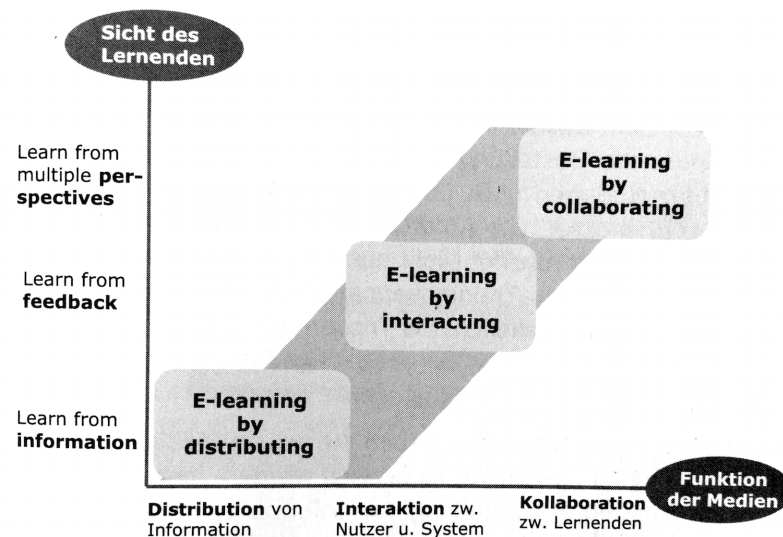 Sicht des
Lernenden
Learn from
multiple per-
spectives
E-learning
by
collaborating
Learn from
feedback
E-learning
by
interacting
Learn from
information
E-learning
by
distributing
Funktion
der Medien
Distribution von
Information
Interaktion zw.
Nutzer u. System
Kollaboration
zw. Lernenden